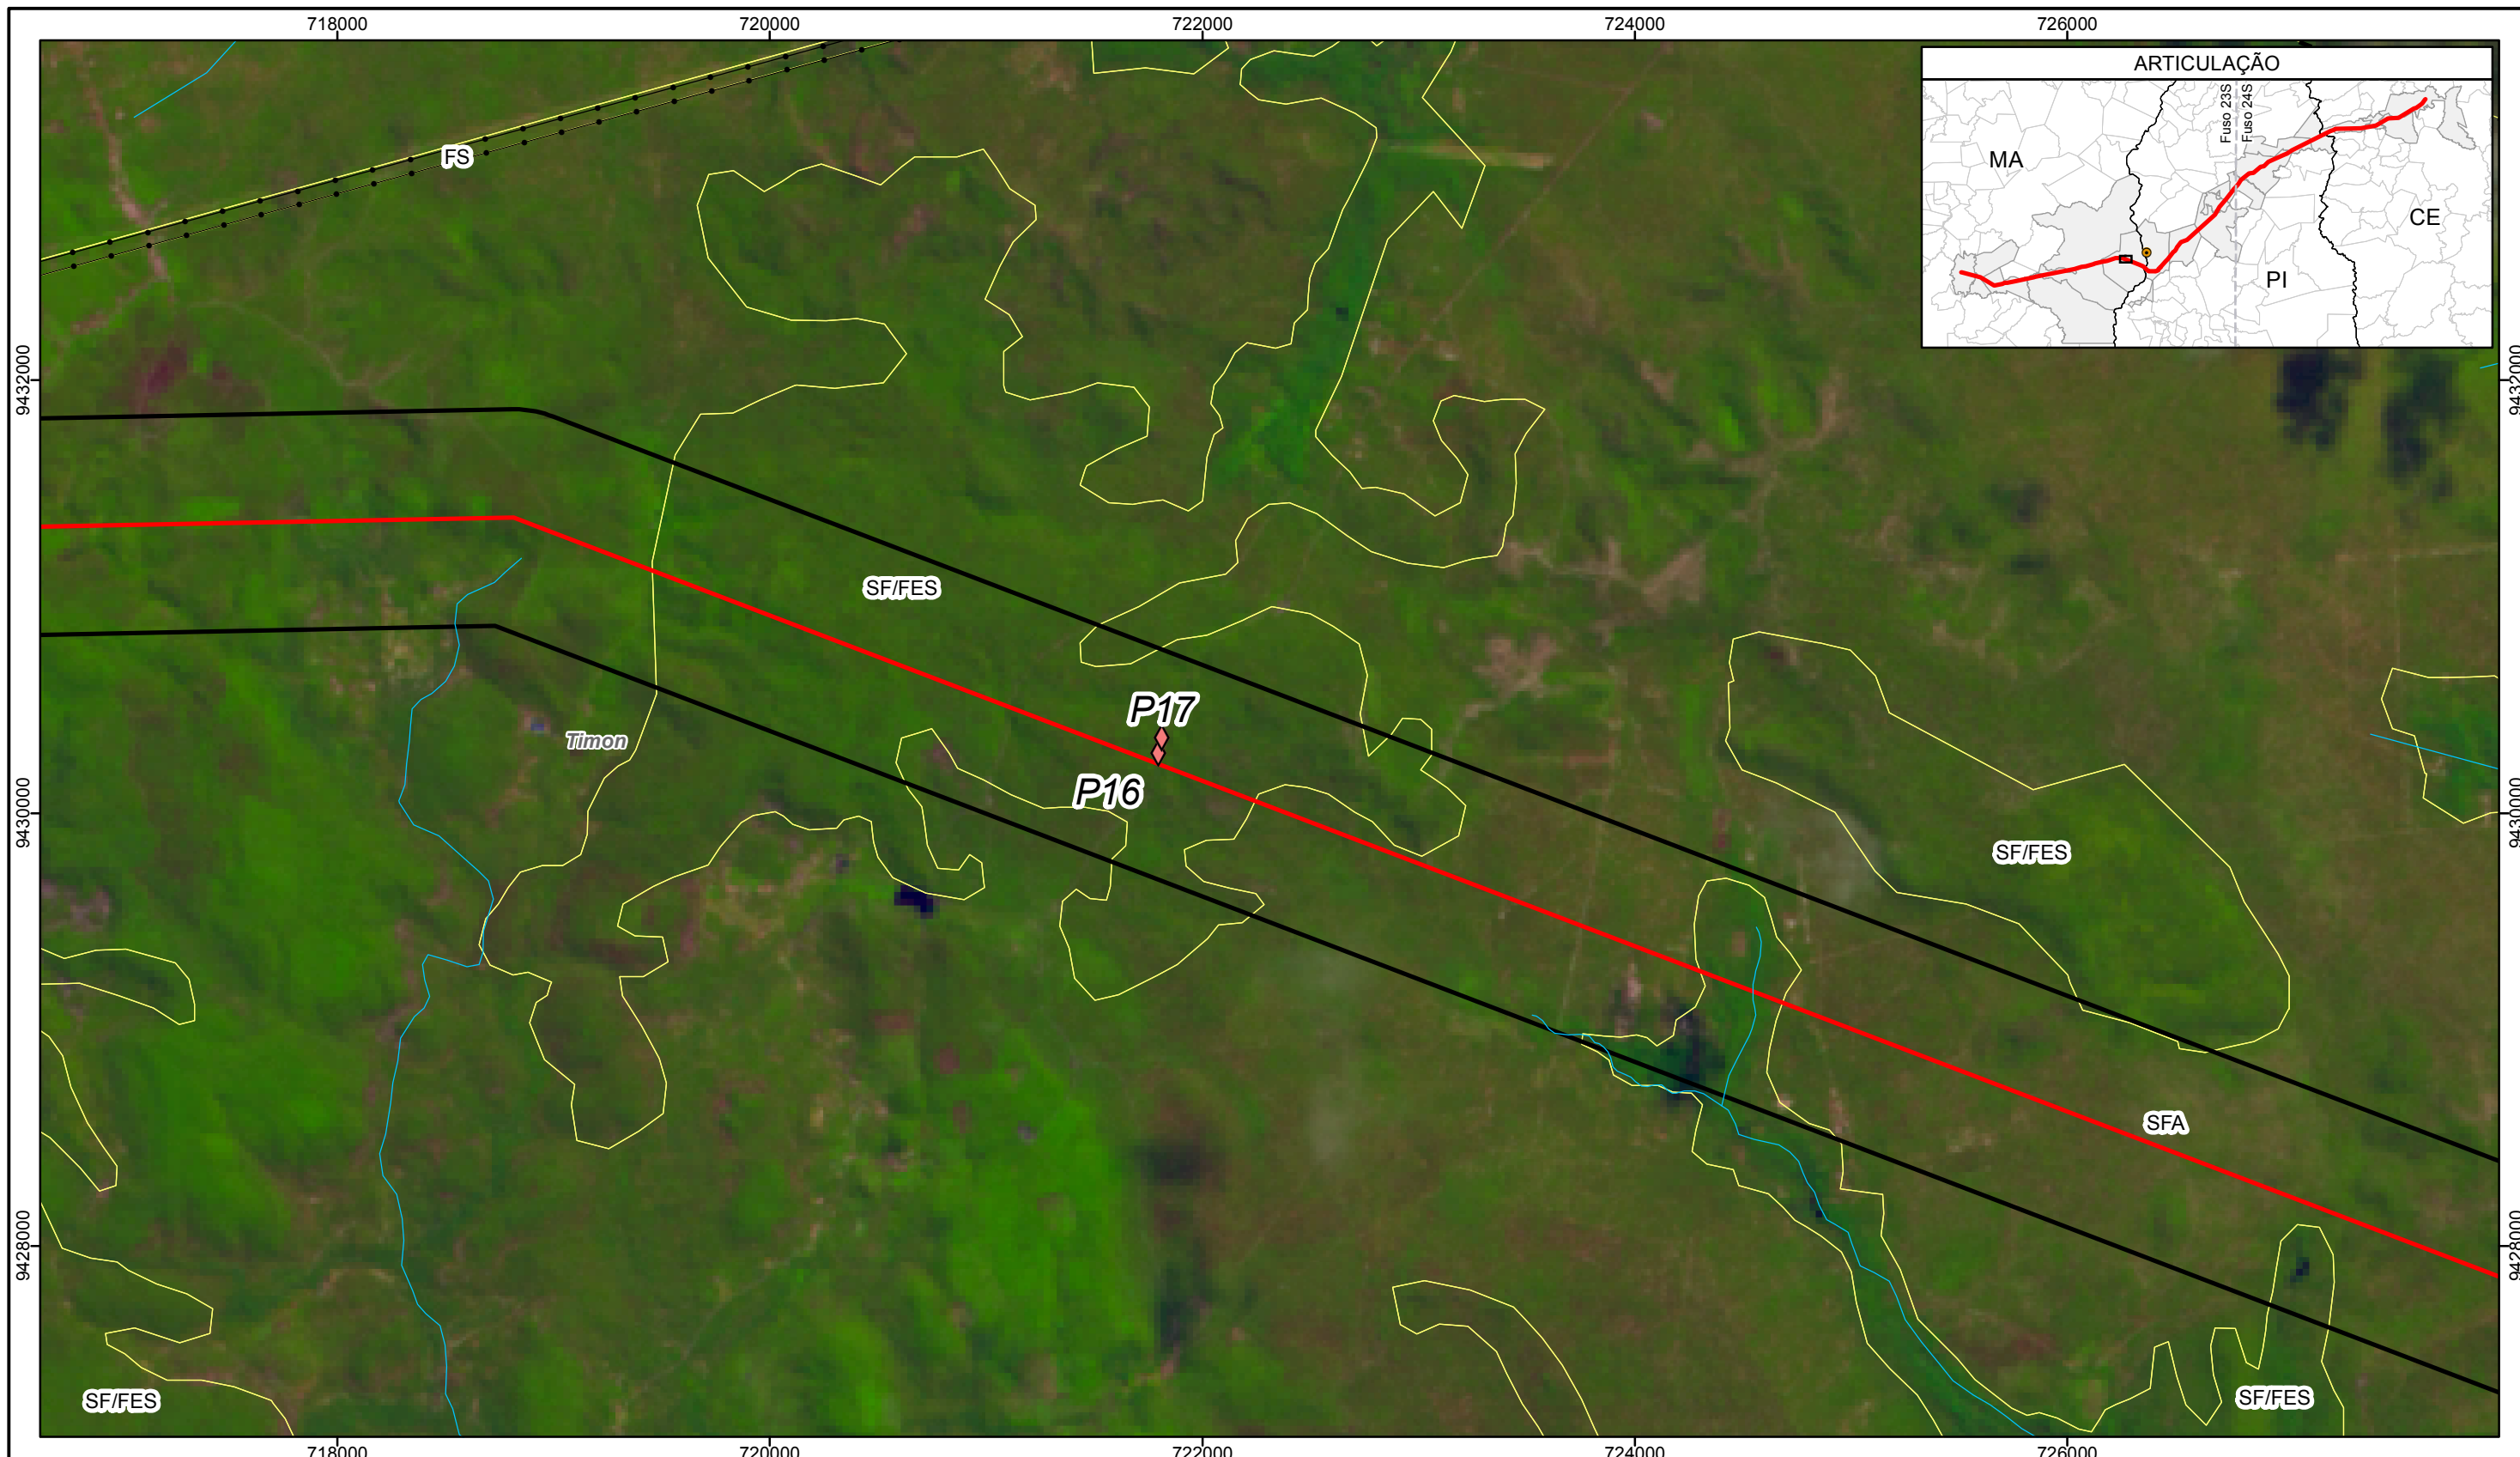 718000
720000
722000
724000
726000
ARTICULAÇÃO
Fuso 23S
Fuso 24S
MA
CE
PI
FS
9432000
9432000
SF/FES
P17
Timon
P16
9430000
9430000
SF/FES
SFA
9428000
9428000
SF/FES
SF/FES
718000
720000
722000
724000
726000